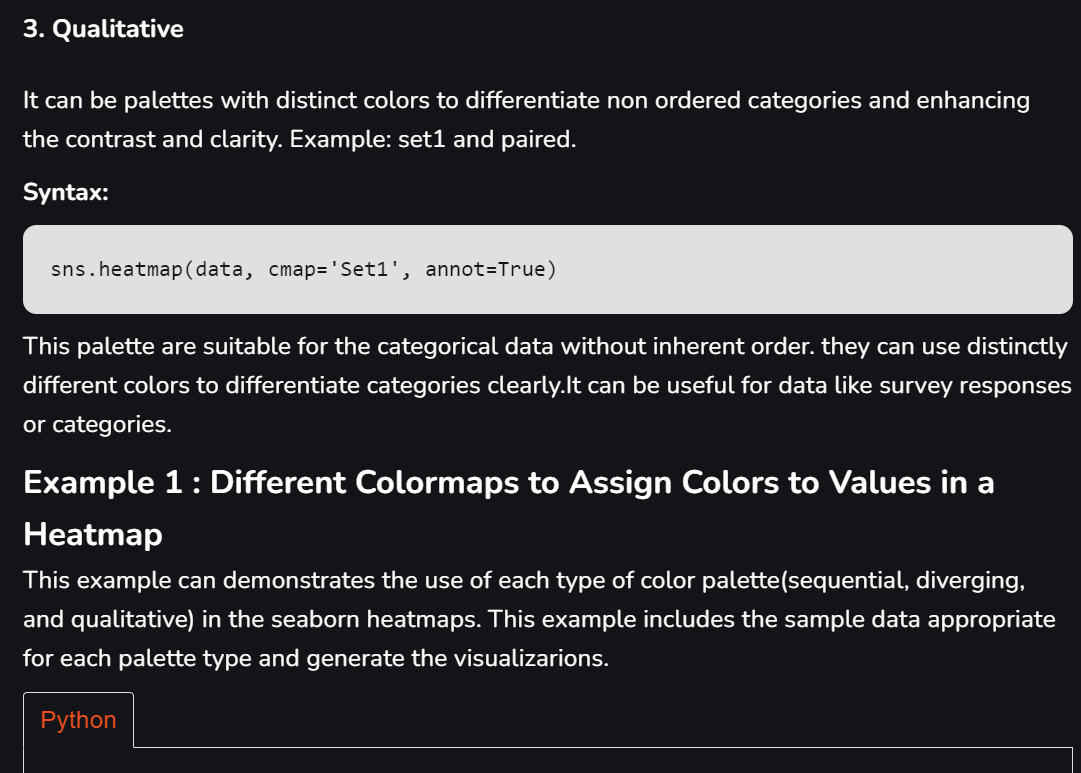 3. Qualitative
It can be palettes with distinct colors to differentiate non ordered categories and enhancing
the contrast and clarity. Example: set1 and paired.
Syntax:
sns.heatmap(data, cmap='Set1', annot=True)
This palette are suitable for the categorical data without inherent order. they can use distinctly
different colors to differentiate categories clearly.It can be useful for data like survey responses
or categories.
Example 1 : Different Colormaps to Assign Colors to Values in a
Heatmap
This example can demonstrates the use of each type of color palette(sequential, diverging,
and qualitative) in the seaborn heatmaps. This example includes the sample data appropriate
for each palette type and generate the visualizarions.
Python